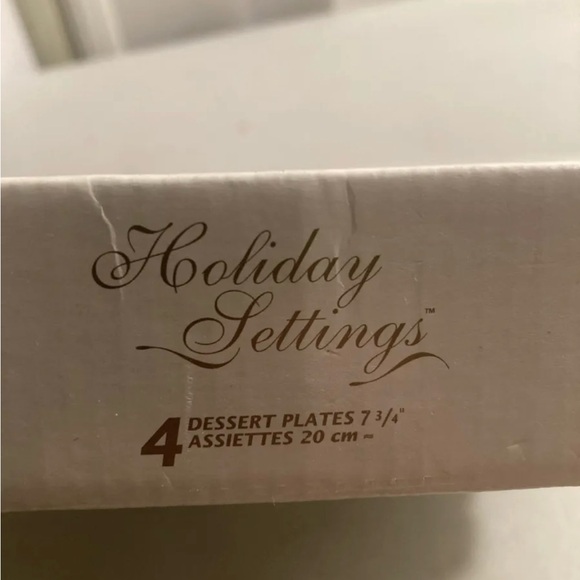 Holiday
Settings™
4 DESSERT PLATES 7 3/4"
ASSIETTES 20 cm ≈